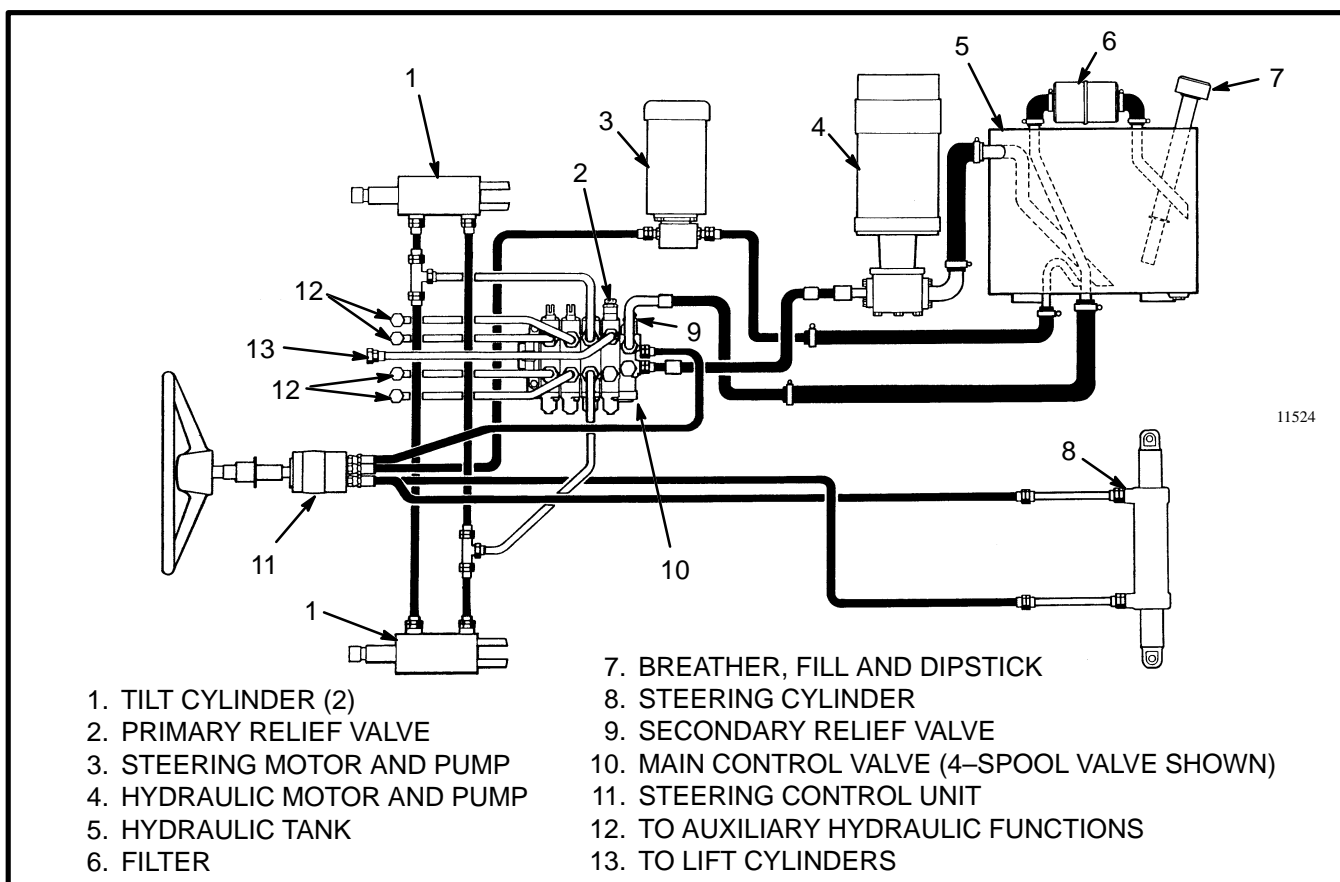 5
6
7
1
3
4
2
12
9
13
12
11524
8
11
10
1
1. TILT CYLINDER (2)
2. PRIMARY RELIEF VALVE
3. STEERING MOTOR AND PUMP
4. HYDRAULIC MOTOR AND PUMP
5. HYDRAULIC TANK
6. FILTER
7. BREATHER, FILL AND DIPSTICK
8. STEERING CYLINDER
9. SECONDARY RELIEF VALVE
10. MAIN CONTROL VALVE (4–SPOOL VALVE SHOWN)
11. STEERING CONTROL UNIT
12. TO AUXILIARY HYDRAULIC FUNCTIONS
13. TO LIFT CYLINDERS